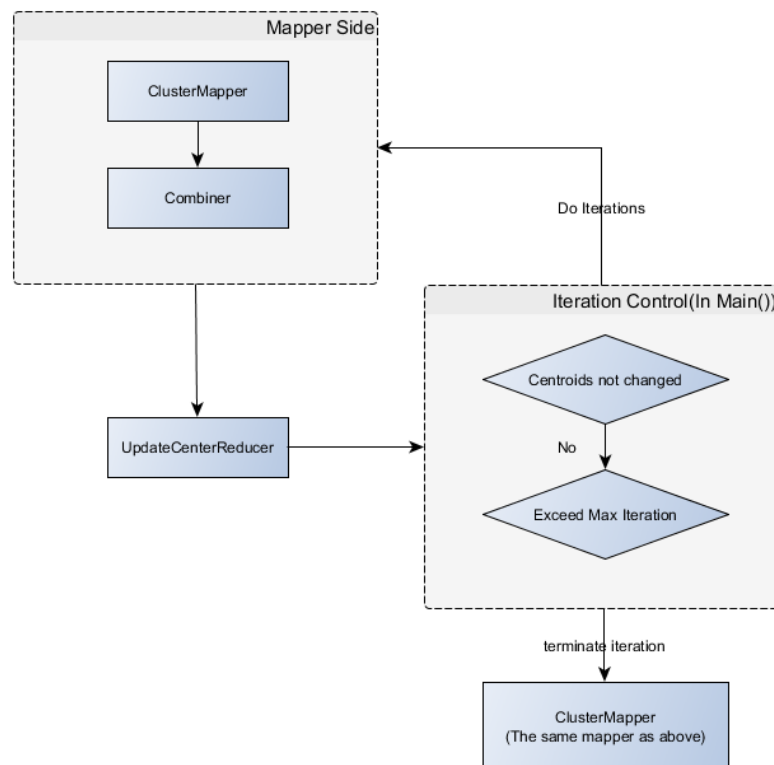 Mapper Side
ClusterMapper
Combiner
Do Iterations
Iteration Control(In Main())
Centroids not changed
UpdateCenterReducer
No
Exceed Max Iteration
terminate iteration
ClusterMapper
(The same mapper as above)